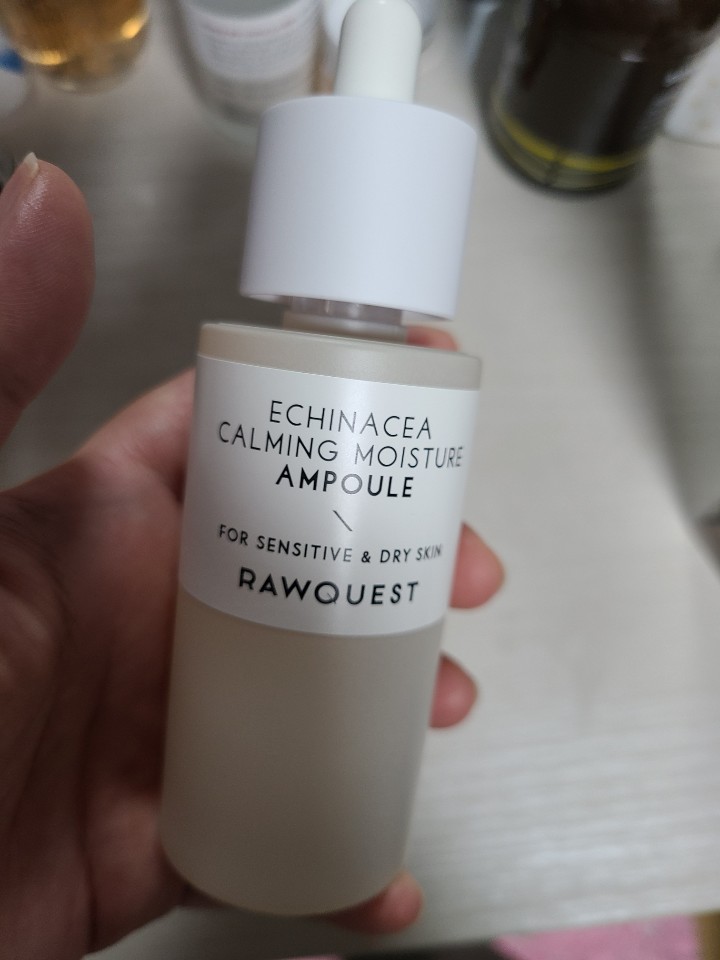 ECHINACEA
CALMING MOISTURE
AMPOULE
\
FOR SENSITIVE & DRY SKIN
RAWQUEST